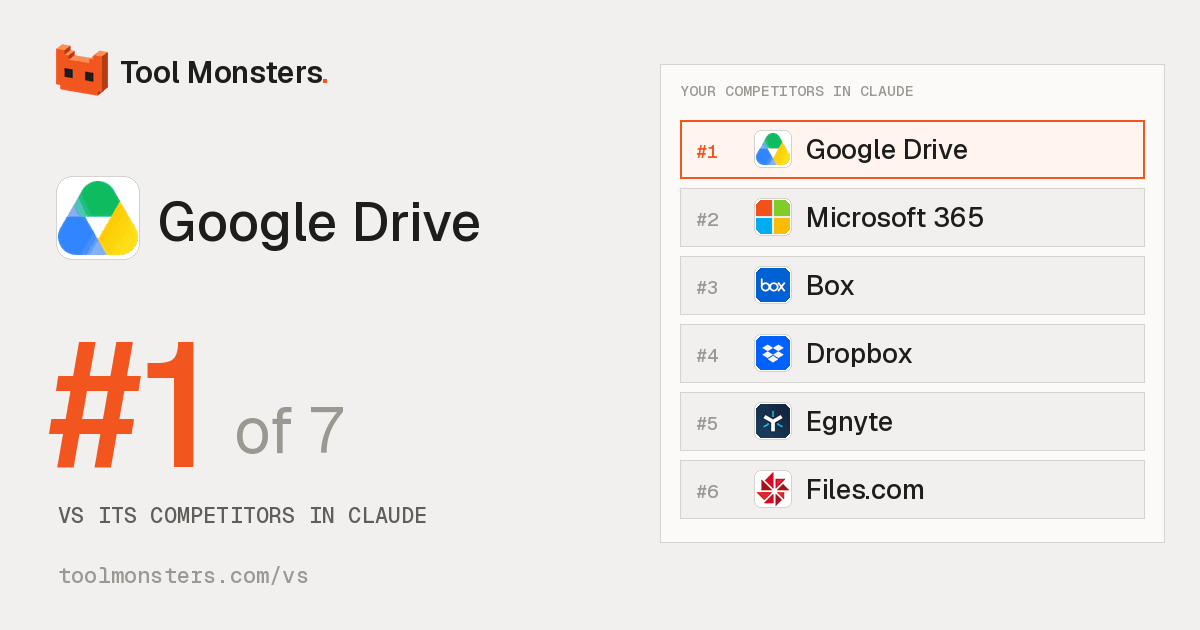 Tool Monsters.
Google Drive
#1 of 7
VS ITS COMPETITORS IN CLAUDE
toolmonsters.com/vs
YOUR COMPETITORS IN CLAUDE
#1 Google Drive
#2 Microsoft 365
#3 box Box
#4 Dropbox
#5 Egnyte
#6 Files.com